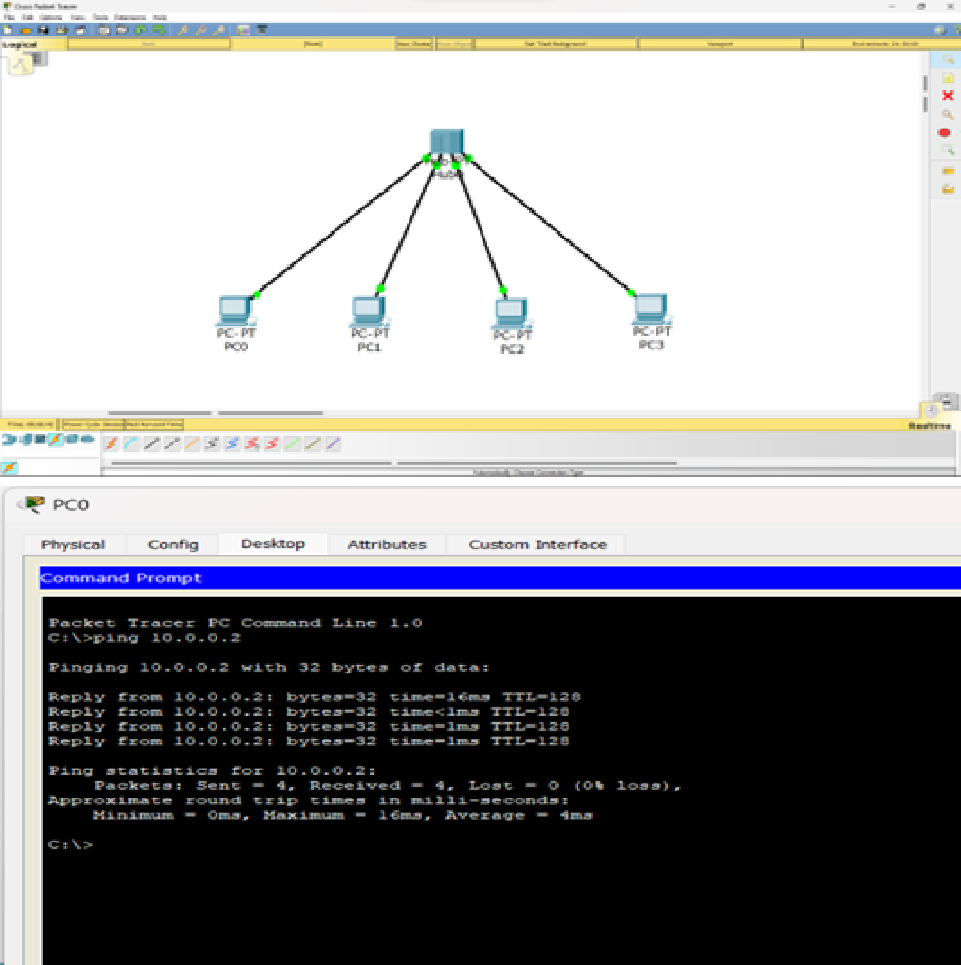 Cisco Packet Tracer
File Edit Options View Tools Extensions Help
Logical
[Root]
Set Tiled Background
Viewport
Hub-PT
Hub0
PC-PT
PC0
PC-PT
PC1
PC-PT
PC2
PC-PT
PC3
Realtime
Automatically Choose Connection Type
PC0
Physical Config Desktop Attributes Custom Interface
Command Prompt
Packet Tracer PC Command Line 1.0
C:\>ping 10.0.0.2
Pinging 10.0.0.2 with 32 bytes of data:
Reply from 10.0.0.2: bytes=32 time=16ms TTL=128
Reply from 10.0.0.2: bytes=32 time<1ms TTL=128
Reply from 10.0.0.2: bytes=32 time=1ms TTL=128
Reply from 10.0.0.2: bytes=32 time=1ms TTL=128
Ping statistics for 10.0.0.2:
Packets: Sent = 4, Received = 4, Lost = 0 (0% loss),
Approximate round trip times in milli-seconds:
Minimum = 0ms, Maximum = 16ms, Average = 4ms
C:\>